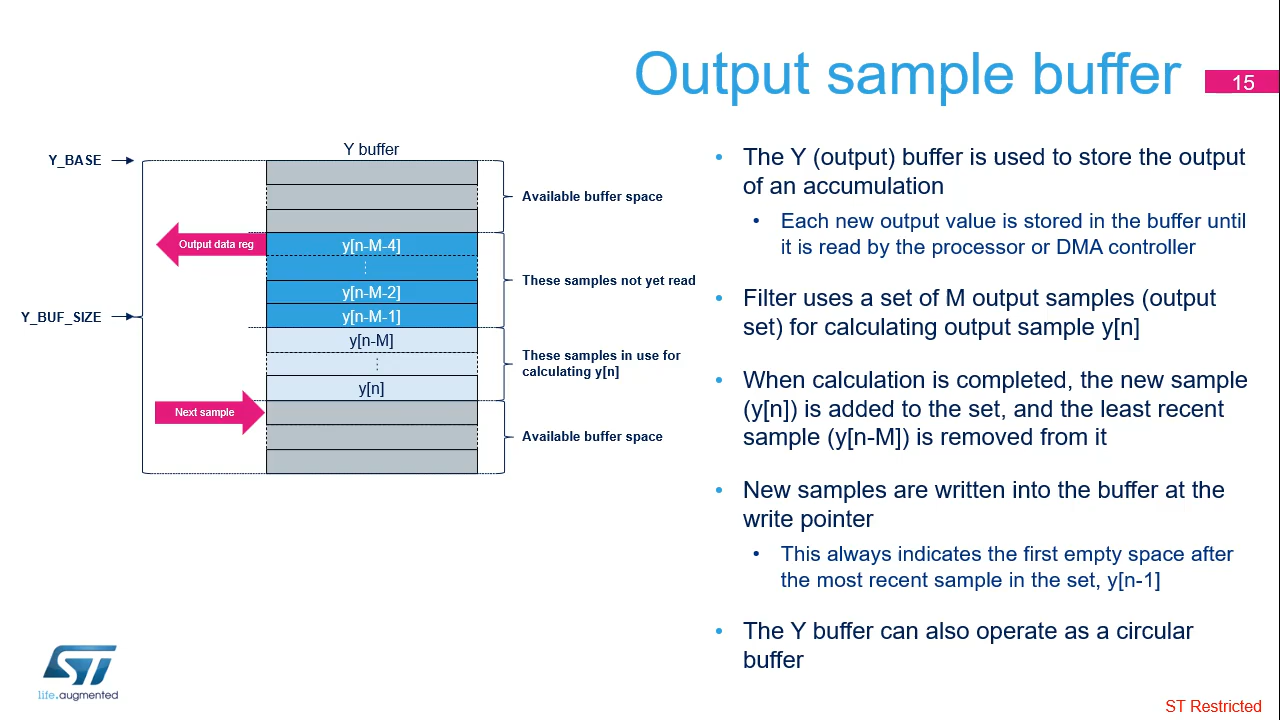 Output sample buffer
15
Y buffer
Y_BASE
Available buffer space
Output data reg
y[n-M-4]
⋮
These samples not yet read
y[n-M-2]
Y_BUF_SIZE
y[n-M-1]
y[n-M]
These samples in use for
calculating y[n]
⋮
y[n]
Next sample
Available buffer space
• The Y (output) buffer is used to store the output
of an accumulation
• Each new output value is stored in the buffer until
it is read by the processor or DMA controller
• Filter uses a set of M output samples (output
set) for calculating output sample y[n]
• When calculation is completed, the new sample
(y[n]) is added to the set, and the least recent
sample (y[n-M]) is removed from it
• New samples are written into the buffer at the
write pointer
• This always indicates the first empty space after
the most recent sample in the set, y[n-1]
• The Y buffer can also operate as a circular
buffer
ST
life.augmented
ST Restricted